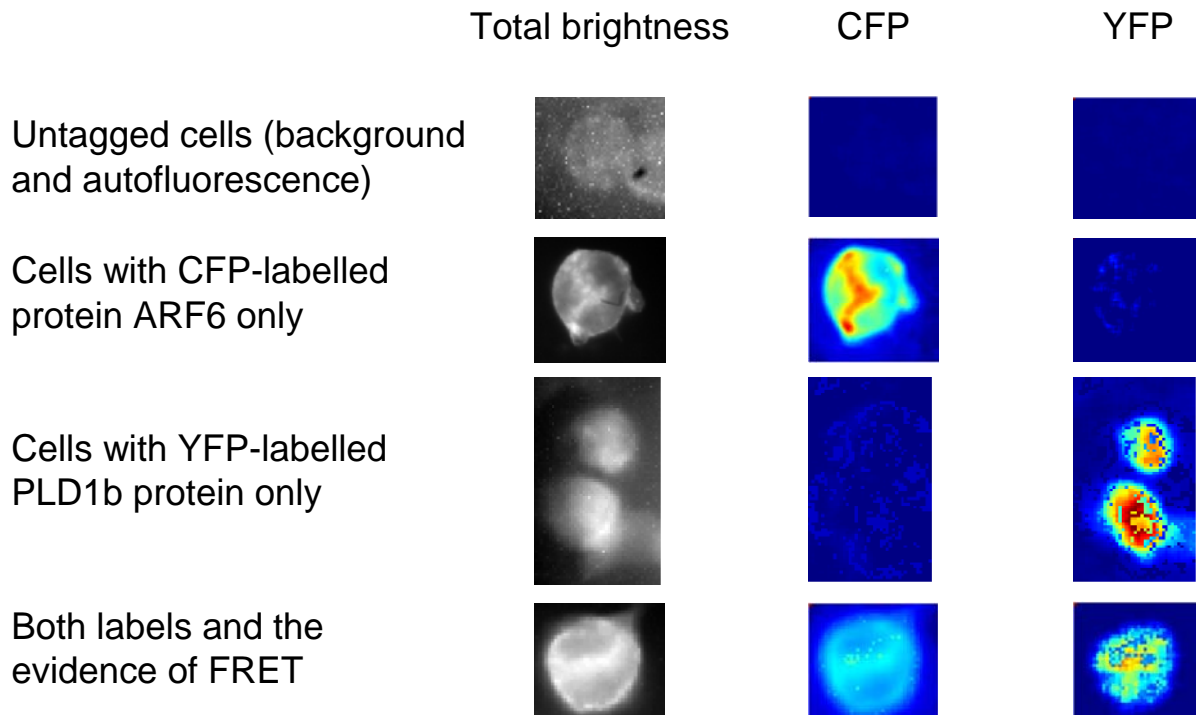 Total brightness CFP YFP
Untagged cells (background
and autofluorescence)
Cells with CFP-labelled
protein ARF6 only
Cells with YFP-labelled
PLD1b protein only
Both labels and the
evidence of FRET